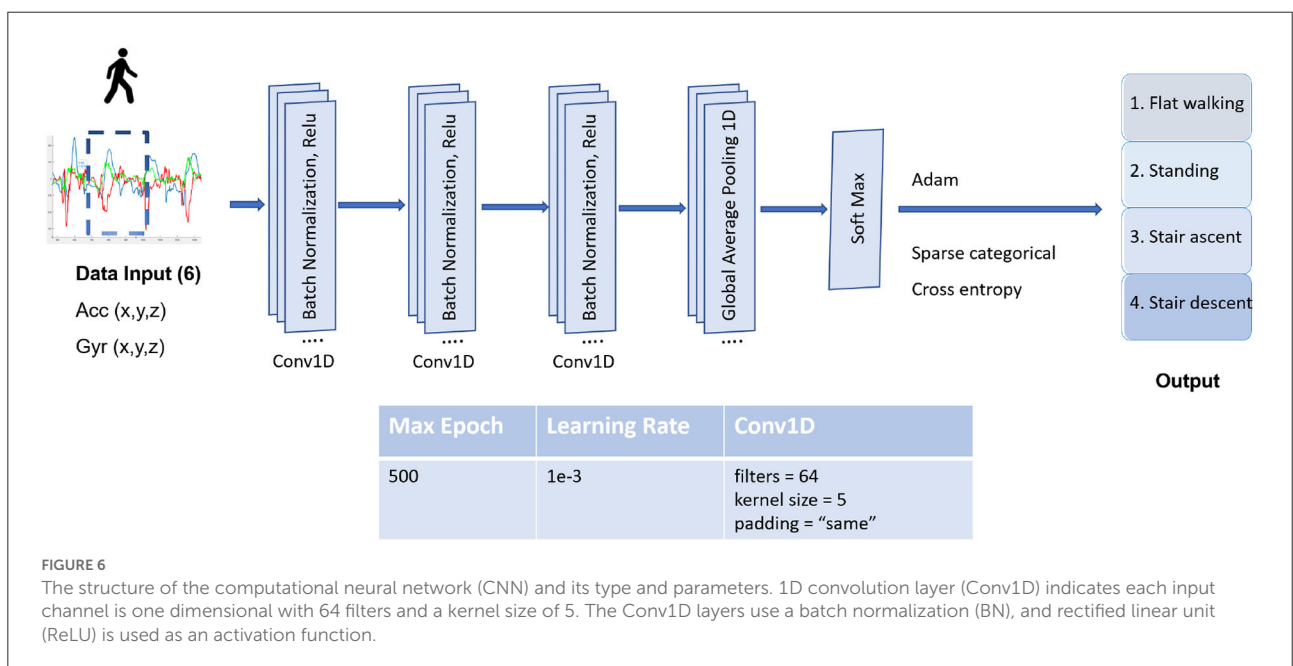 Batch Normalization, Relu
Batch Normalization, Relu
Batch Normalization, Relu
Global Average Pooling 1D
Soft Max
Adam
Sparse categorical
Cross entropy
1. Flat walking
2. Standing
3. Stair ascent
4. Stair descent
Output
Data Input (6)
Acc (x,y,z)
Gyr (x,y,z)
....
Conv1D
....
Conv1D
....
Conv1D
....
Max Epoch
Learning Rate
Conv1D
500
1e-3
filters = 64
kernel size = 5
padding = “same”
FIGURE 6
The structure of the computational neural network (CNN) and its type and parameters. 1D convolution layer (Conv1D) indicates each input
channel is one dimensional with 64 filters and a kernel size of 5. The Conv1D layers use a batch normalization (BN), and rectified linear unit
(ReLU) is used as an activation function.